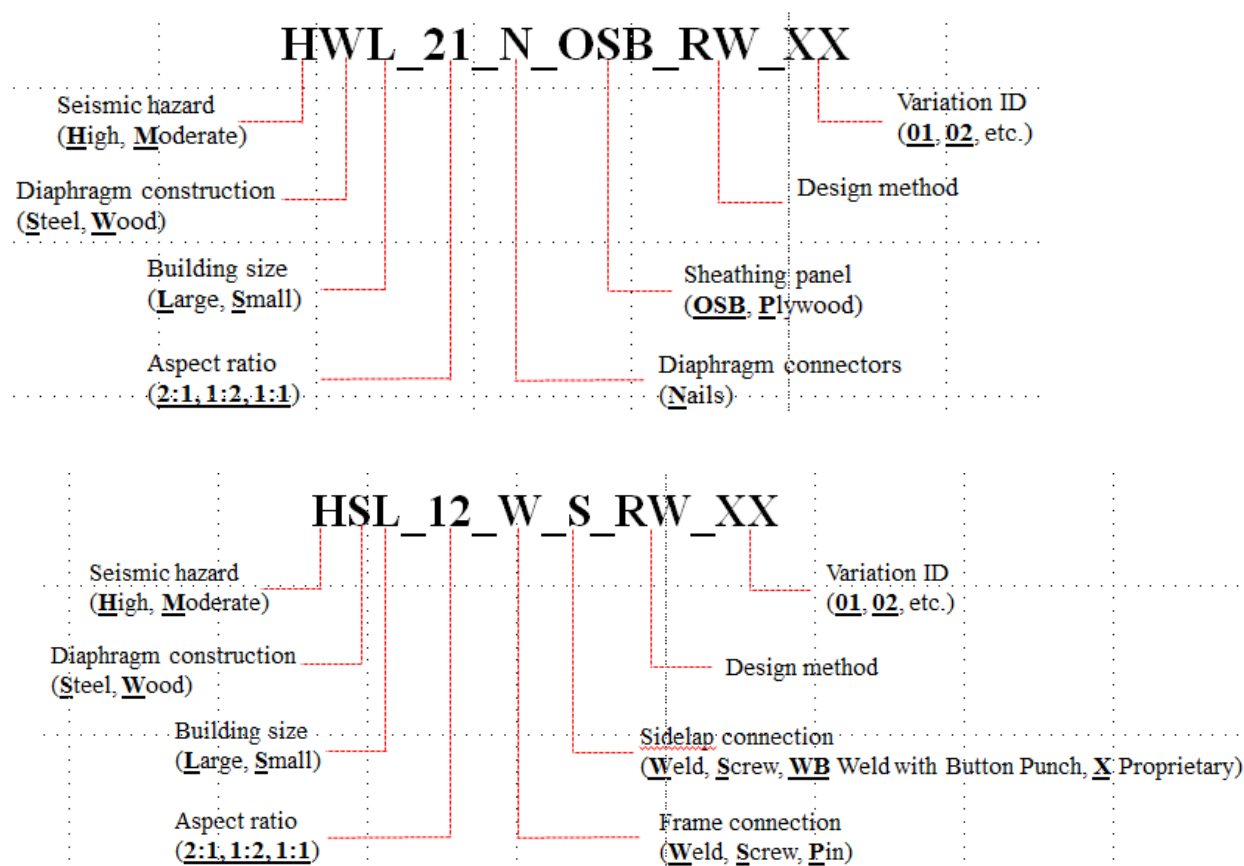 HWL_21_N_OSB_RW_XX
Seismic hazard
(High, Moderate)
Variation ID
(01, 02, etc.)
Diaphragm construction
(Steel, Wood)
Design method
Building size
(Large, Small)
Sheathing panel
(OSB, Plywood)
Aspect ratio
(2:1, 1:2, 1:1)
Diaphragm connectors
(Nails)
HSL_12_W_S_RW_XX
Seismic hazard
(High, Moderate)
Variation ID
(01, 02, etc.)
Diaphragm construction
(Steel, Wood)
Design method
Building size
(Large, Small)
Sidelap connection
(Weld, Screw, WB Weld with Button Punch, X Proprietary)
Aspect ratio
(2:1, 1:2, 1:1)
Frame connection
(Weld, Screw, Pin)